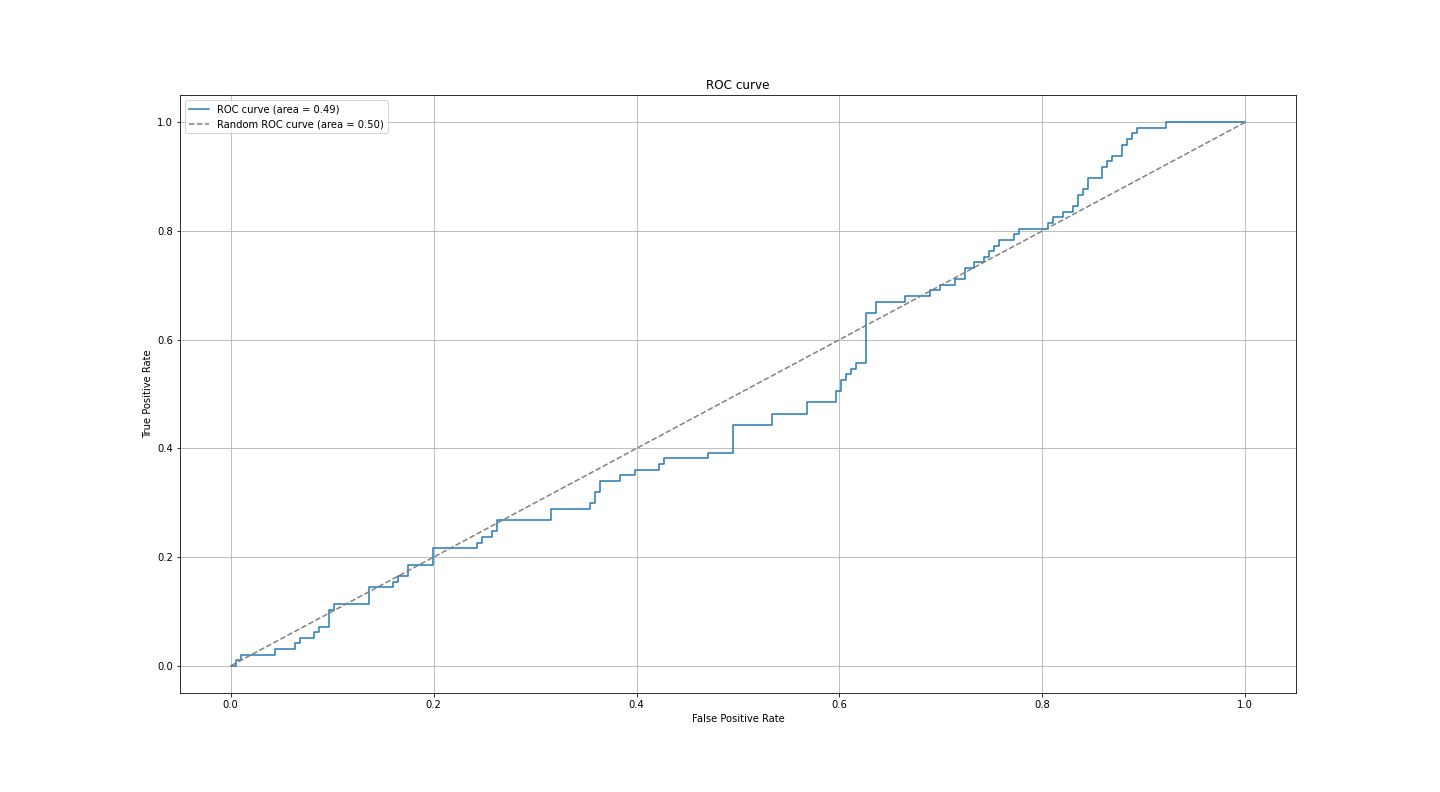 ROC curve
ROC curve (area = 0.49)
Random ROC curve (area = 0.50)
1.0
0.8
0.6
0.4
0.2
0.0
True Positive Rate
0.0 0.2 0.4 0.6 0.8 1.0
False Positive Rate